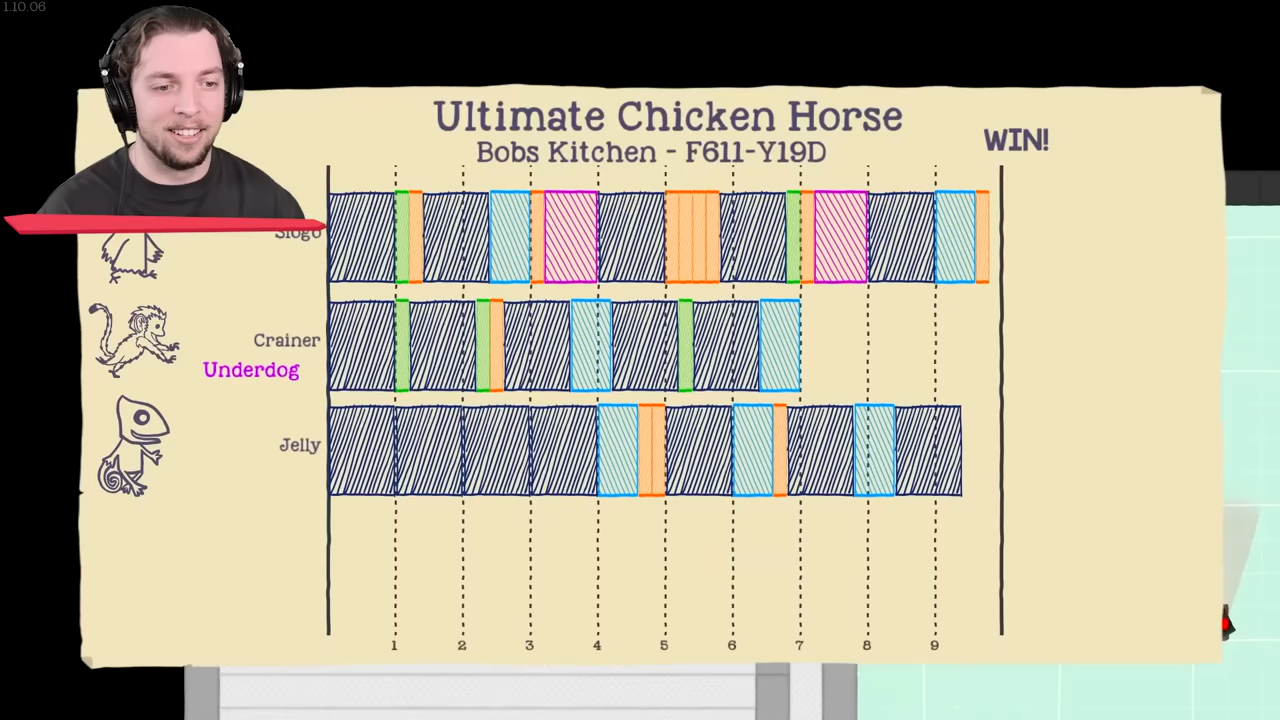 1.10.06
Ultimate Chicken Horse
Bobs Kitchen - F611-Y19D
WIN!
Slogo
Crainer
Underdog
Jelly
1 2 3 4 5 6 7 8 9